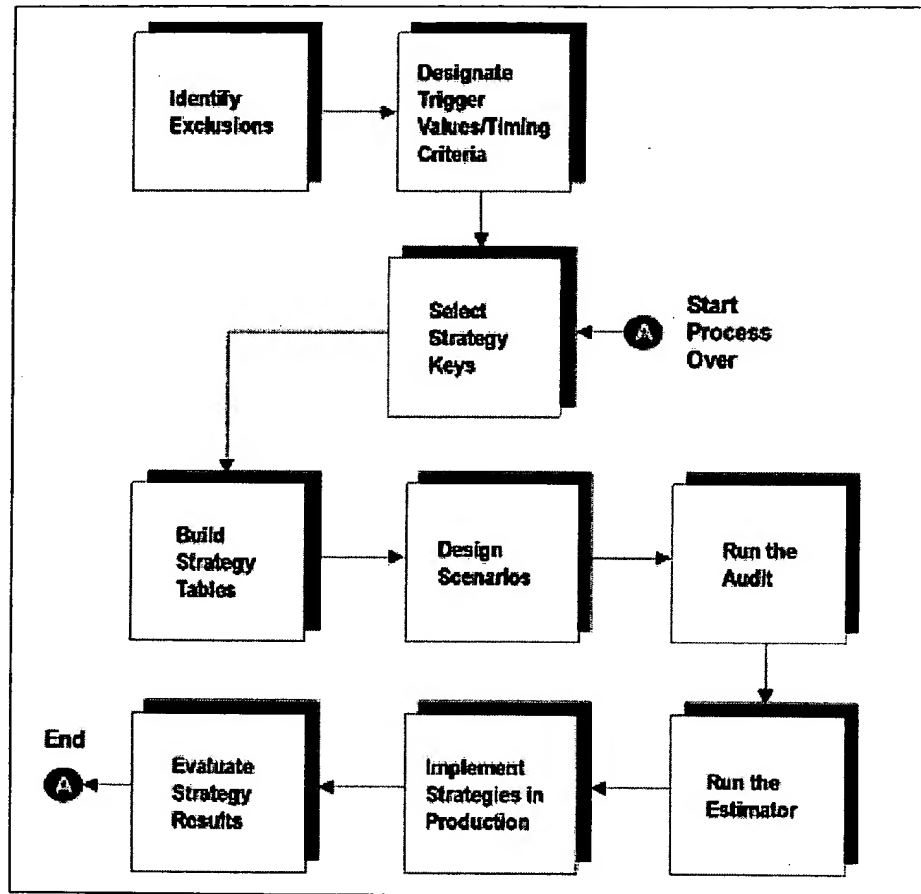 Identify
Exclusions
Designate
Trigger
Values/Timing
Criteria
Select
Strategy
Keys
A
Start
Process
Over
Build
Strategy
Tables
Design
Scenarios
Run the
Audit
End
A
Evaluate
Strategy
Results
Implement
Strategies in
Production
Run the
Estimator